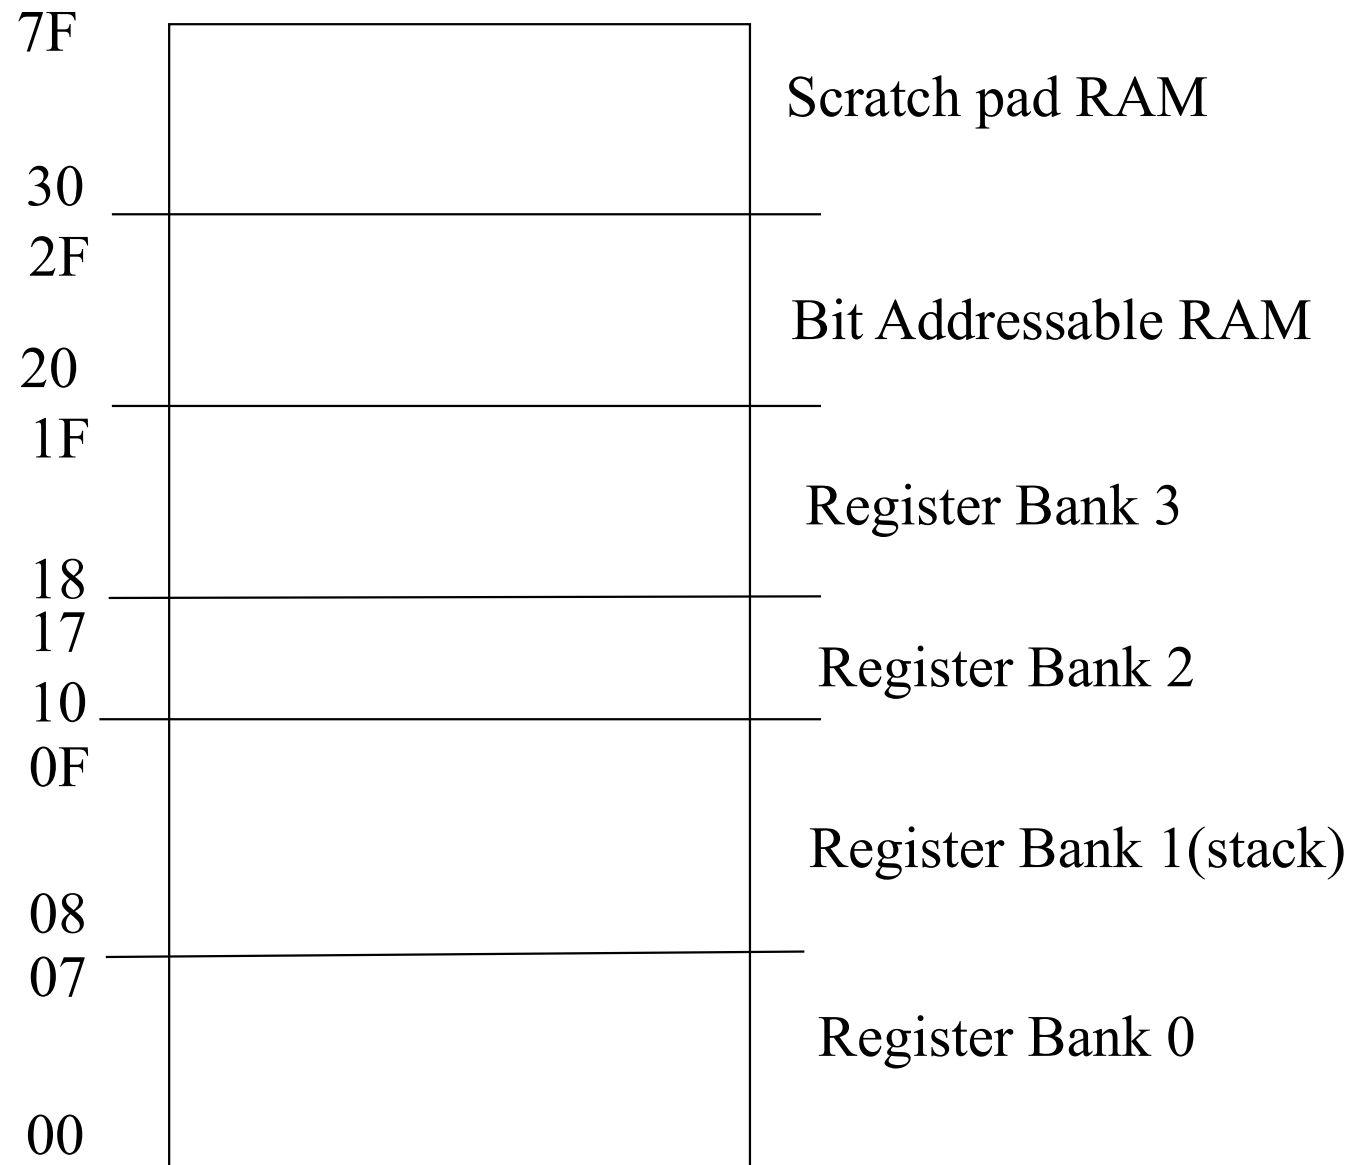 7F
Scratch pad RAM
30
2F
Bit Addressable RAM
20
1F
Register Bank 3
18
17
Register Bank 2
10
0F
Register Bank 1(stack)
08
07
Register Bank 0
00